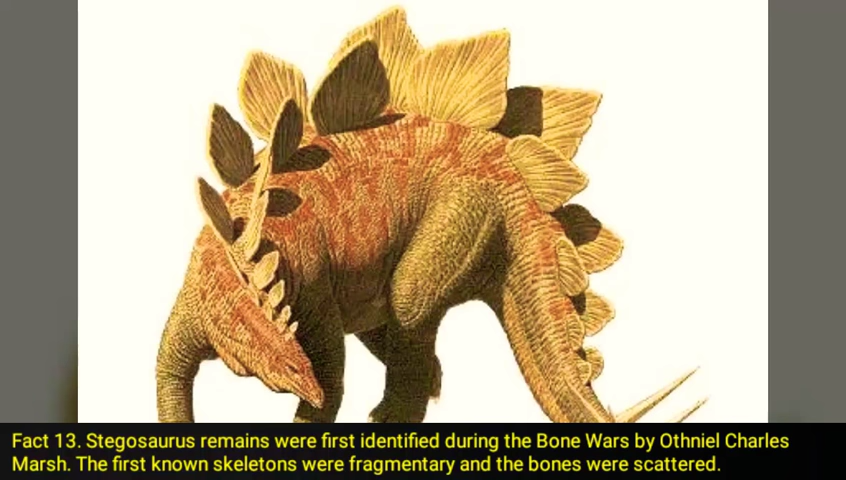 Fact 13. Stegosaurus remains were first identified during the Bone Wars by Othniel Charles
Marsh. The first known skeletons were fragmentary and the bones were scattered.